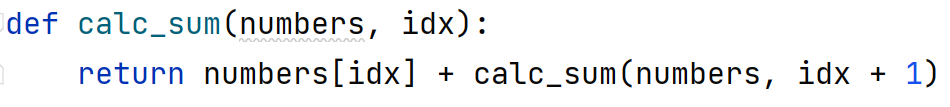 def calc_sum(numbers, idx):
    return numbers[idx] + calc_sum(numbers, idx + 1)